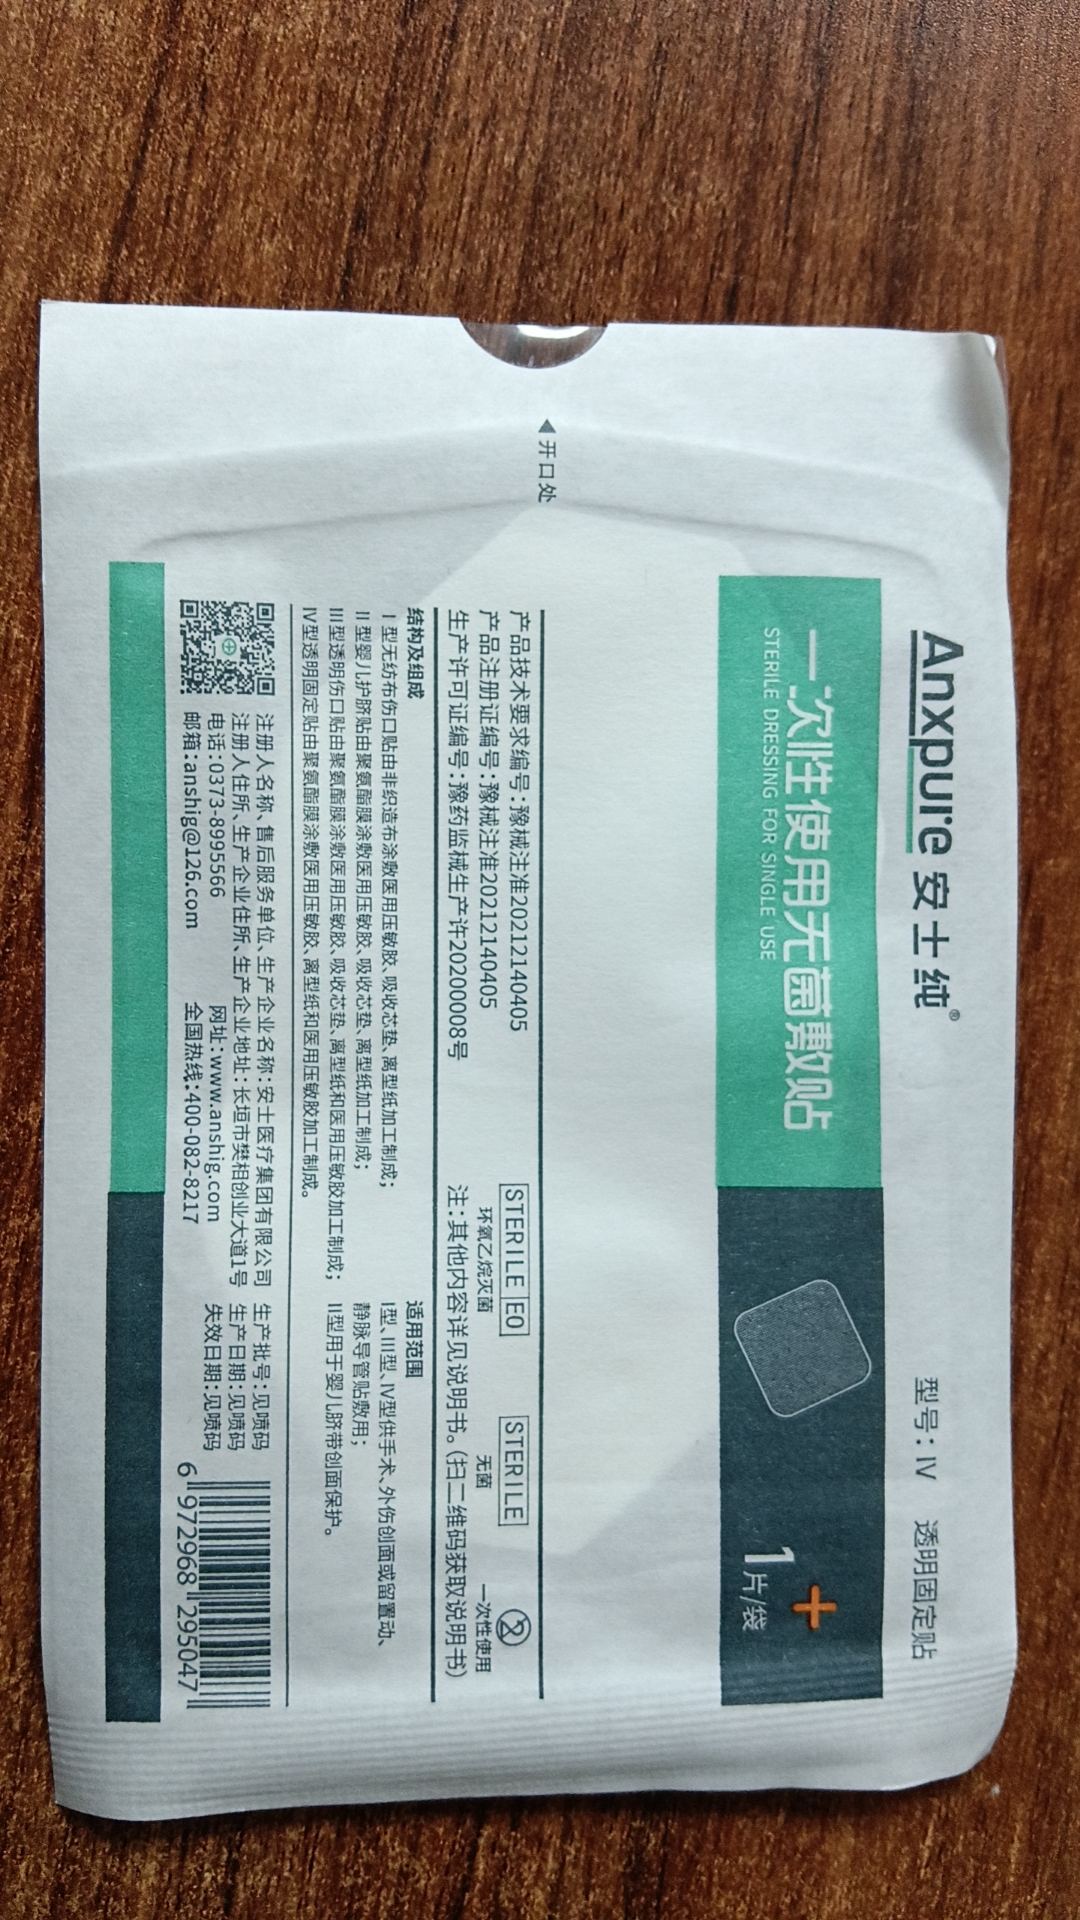 Anxpure 安士纯®
型号：IV 透明固定贴
一次性使用无菌敷贴
STERILE DRESSING FOR SINGLE USE
1片/袋
开口处
产品技术要求编号：豫械注准20212140405
产品注册证编号：豫械注准20212140405
生产许可证编号：豫药监械生产许20200008号
STERILE EO
环氧乙烷灭菌
STERILE
无菌
2
一次性使用
注：其他内容详见说明书。（扫二维码获取说明书）
结构及组成
I 型无纺布伤口贴由非织造布涂敷医用压敏胶、吸收芯垫、离型纸加工制成；
II 型婴儿护脐贴由聚氨酯膜涂敷医用压敏胶、吸收芯垫、离型纸加工制成；
III型透明伤口贴由聚氨酯膜涂敷医用压敏胶、吸收芯垫、离型纸和医用压敏胶加工制成；
IV型透明固定贴由聚氨酯膜涂敷医用压敏胶、离型纸和医用压敏胶加工制成。
适用范围
I型、III型、IV型供手术、外伤创面或留置动、
静脉导管贴敷用；
II型用于婴儿脐带创面保护。
注册人名称、售后服务单位、生产企业名称：安士医疗集团有限公司
注册人住所、生产企业住所、生产企业地址：长垣市樊相创业大道1号
电话：0373-8995566 网址：www.anshig.com
邮箱：anshig@126.com 全国热线：400-082-8217
生产批号：见喷码
生产日期：见喷码
失效日期：见喷码
6 972968 295047